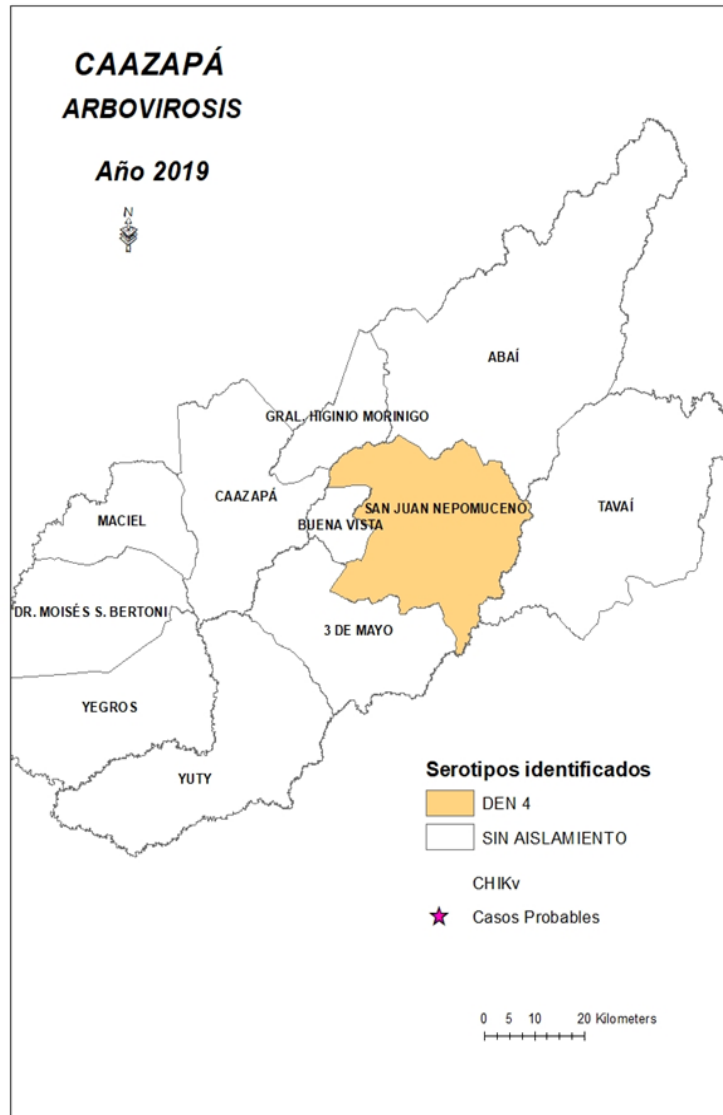 CAAZAPÁ
ARBOVIROSIS
Año 2019
N
ABAÍ
GRAL. HIGINIO MORINIGO
CAAZAPÁ
SAN JUAN NEPOMUCENO
TAVAÍ
MACIEL
BUENA VISTA
DR. MOISÉS S. BERTONI
3 DE MAYO
YEGROS
YUTY
Serotipos identificados
DEN 4
SIN AISLAMIENTO
CHIKv
Casos Probables
0 5 10 20 Kilometers